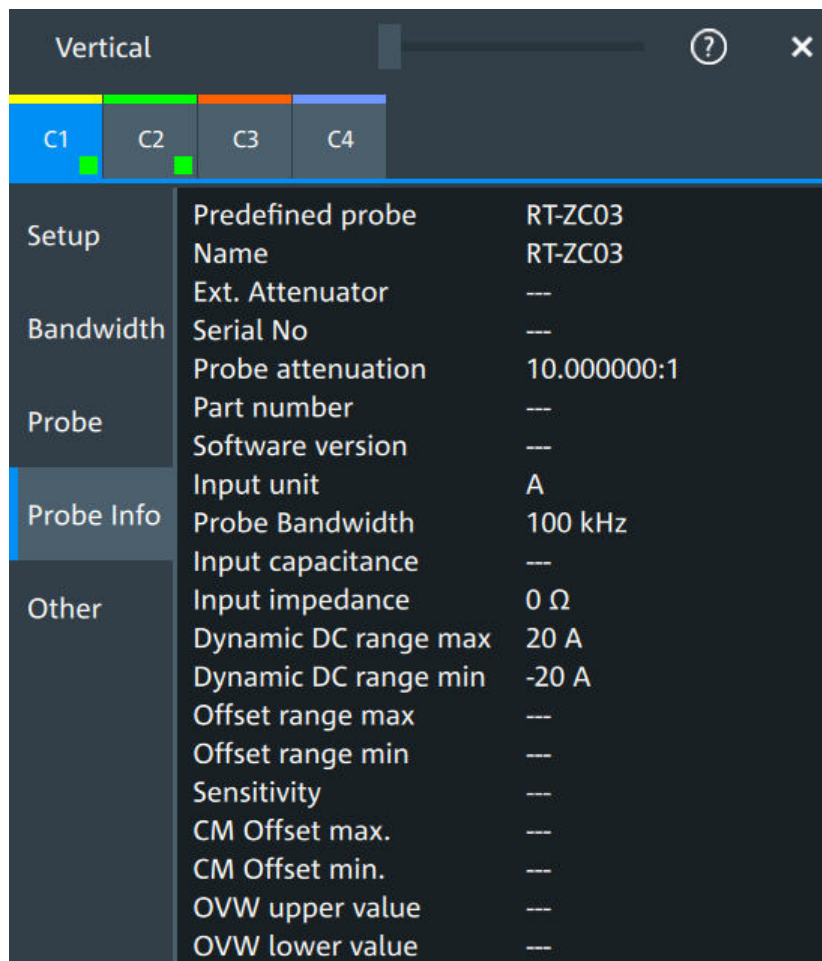 Vertical ? ×
C1 C2 C3 C4
Setup
Bandwidth
Probe
Probe Info
Other
Predefined probe RT-ZC03
Name RT-ZC03
Ext. Attenuator ---
Serial No ---
Probe attenuation 10.000000:1
Part number ---
Software version ---
Input unit A
Probe Bandwidth 100 kHz
Input capacitance ---
Input impedance 0 Ω
Dynamic DC range max 20 A
Dynamic DC range min -20 A
Offset range max ---
Offset range min ---
Sensitivity ---
CM Offset max. ---
CM Offset min. ---
OVW upper value ---
OVW lower value ---